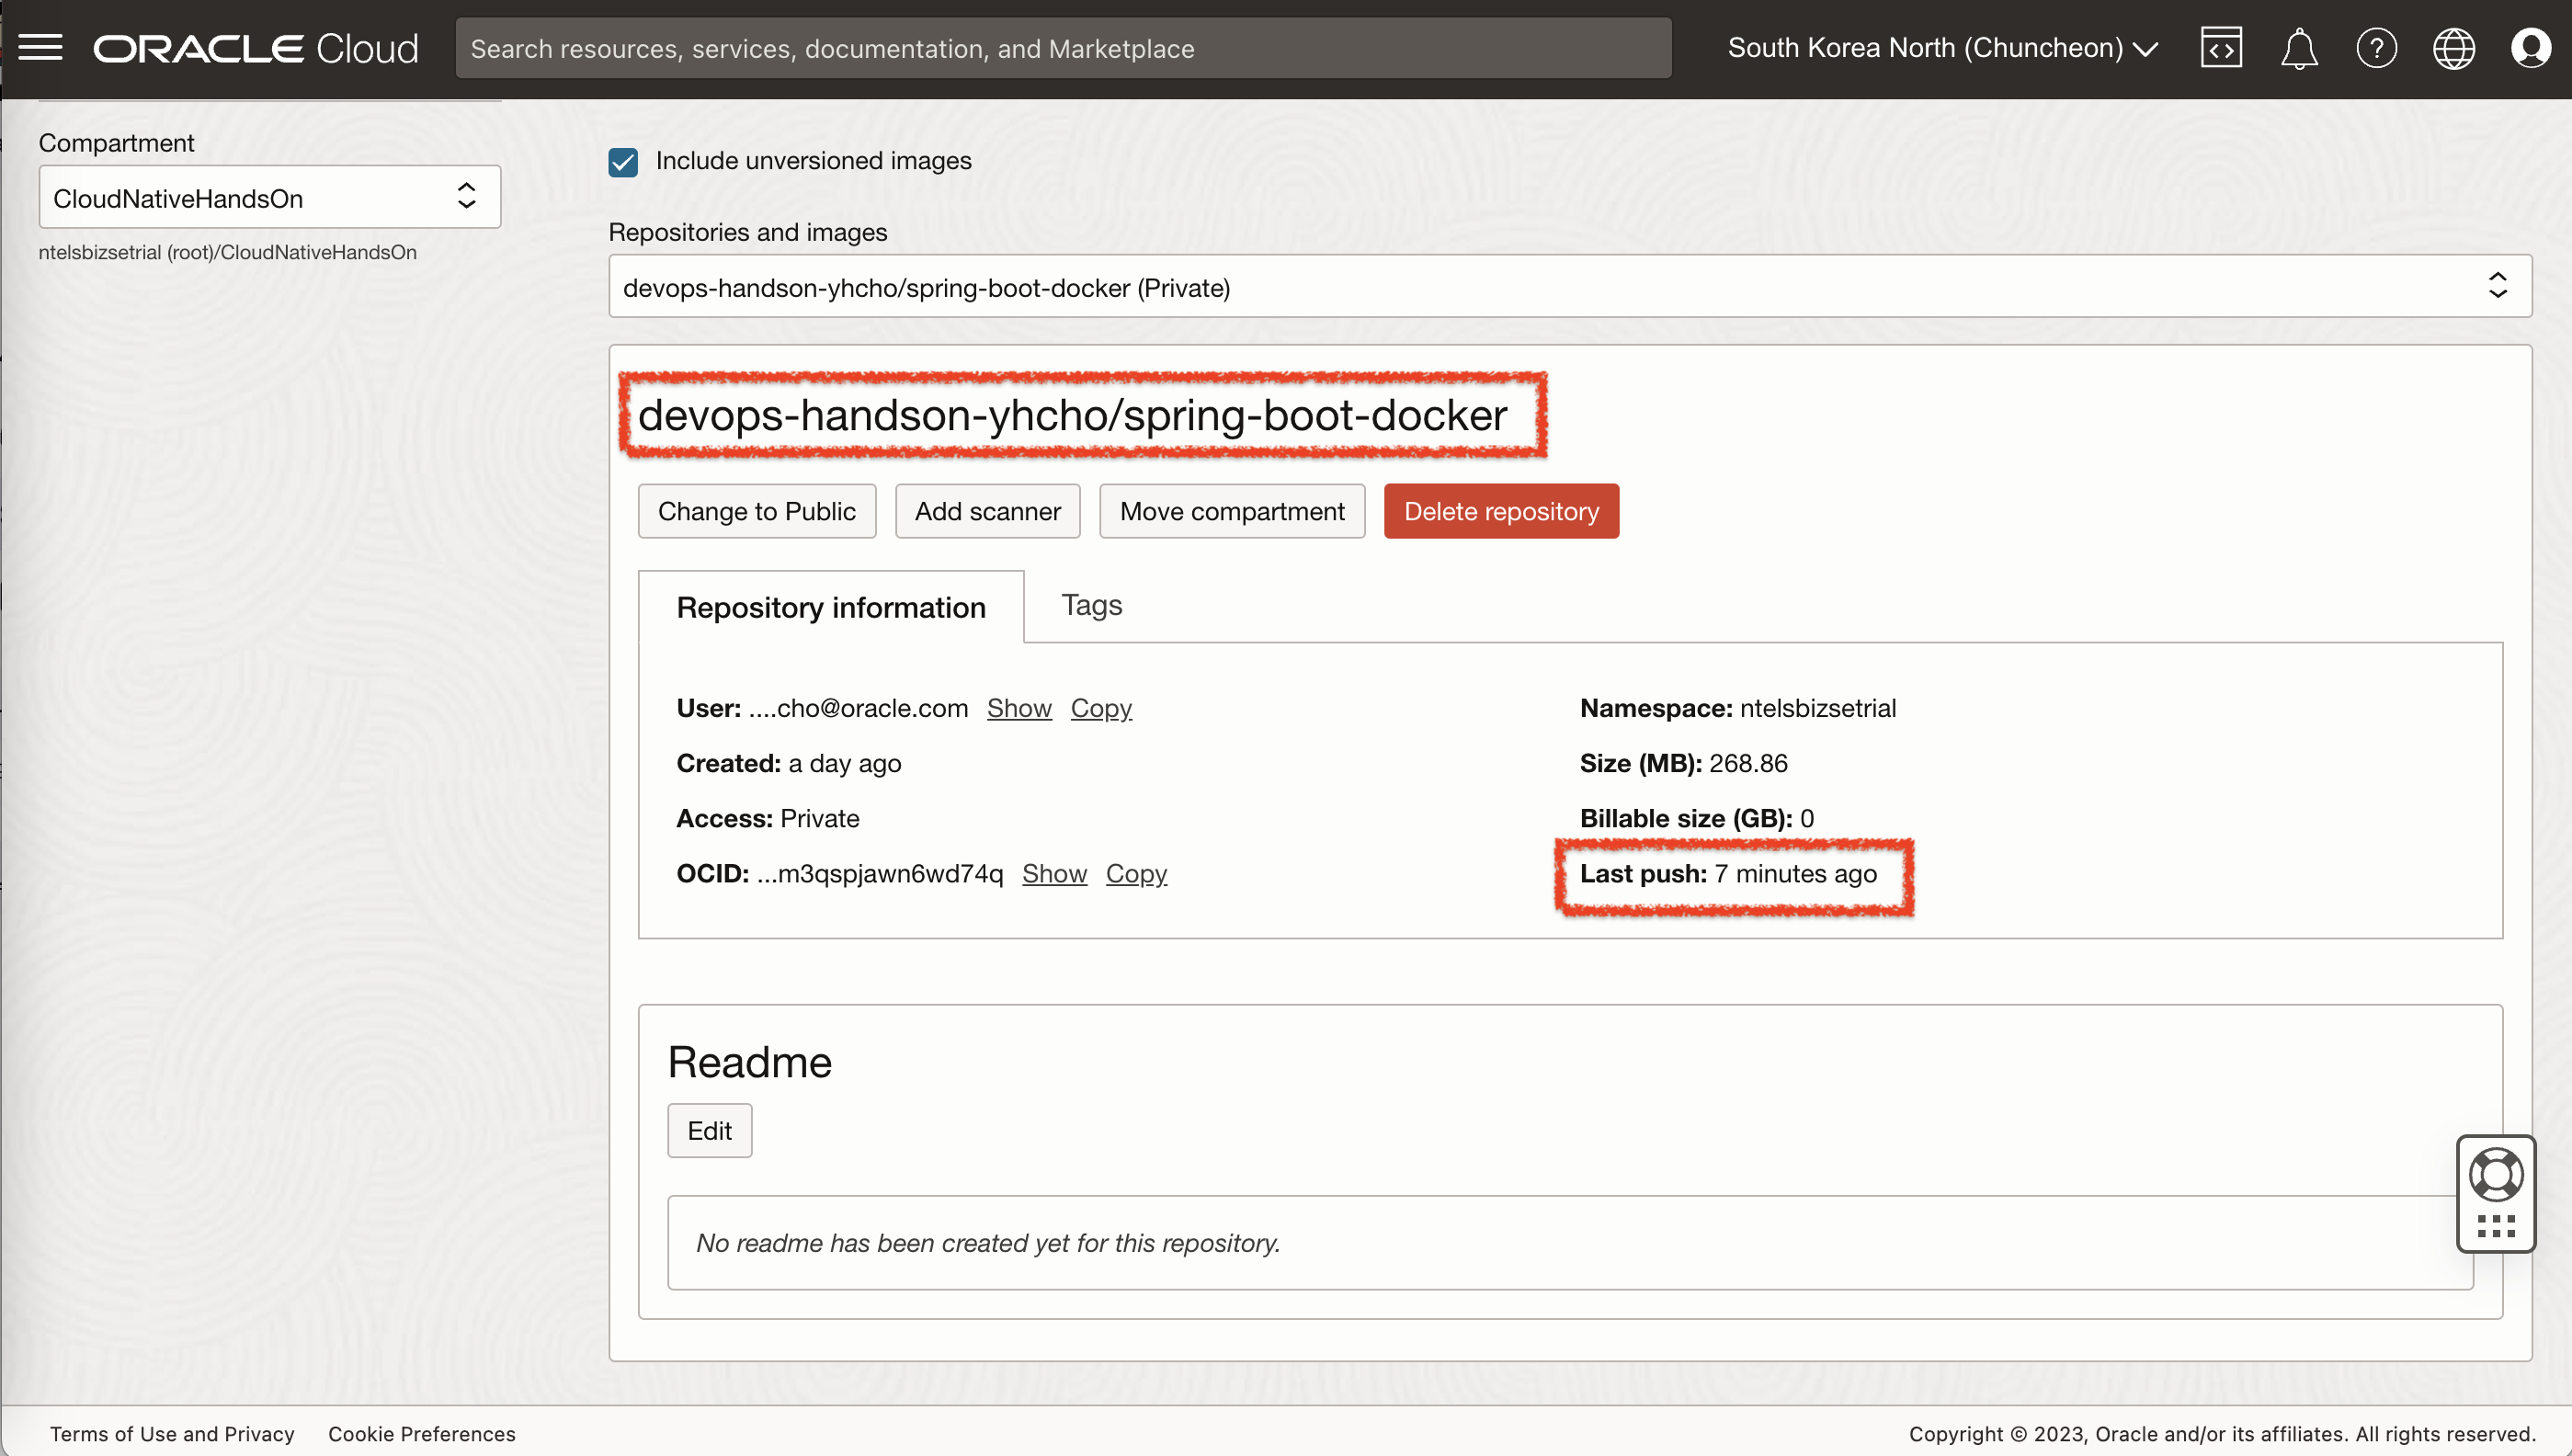 ORACLE Cloud
Search resources, services, documentation, and Marketplace
South Korea North (Chuncheon)
Compartment
CloudNativeHandsOn
ntelsbizsetrial (root)/CloudNativeHandsOn
Include unversioned images
Repositories and images
devops-handson-yhcho/spring-boot-docker (Private)
devops-handson-yhcho/spring-boot-docker
Change to Public
Add scanner
Move compartment
Delete repository
Repository information
Tags
User: ....cho@oracle.com Show Copy
Created: a day ago
Access: Private
OCID: ...m3qspjawn6wd74q Show Copy
Namespace: ntelsbizsetrial
Size (MB): 268.86
Billable size (GB): 0
Last push: 7 minutes ago
Readme
Edit
No readme has been created yet for this repository.
Terms of Use and Privacy
Cookie Preferences
Copyright © 2023, Oracle and/or its affiliates. All rights reserved.